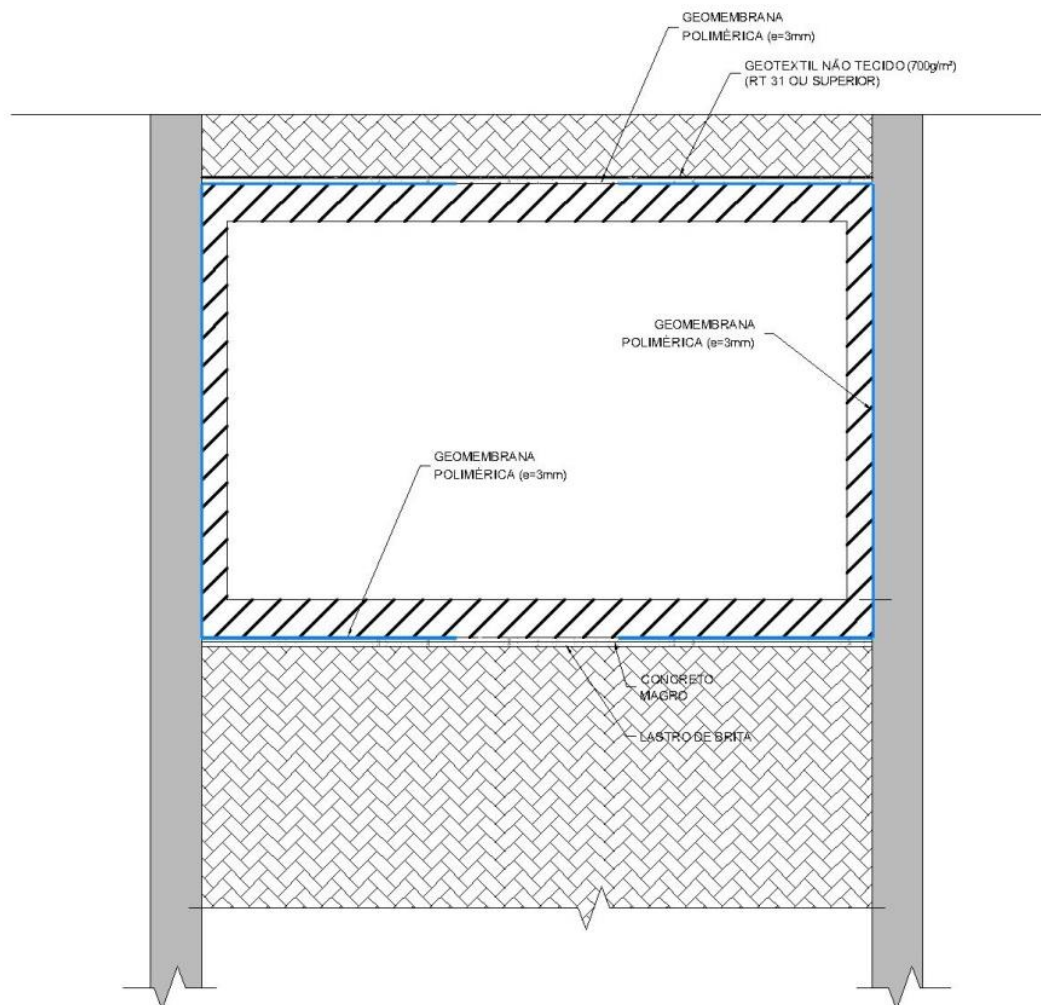 GEOMEMBRANA
POLIMÉRICA (e=3mm)
GEOTEXTIL NÃO TECIDO (700g/m²)
(RT 31 OU SUPERIOR)
GEOMEMBRANA
POLIMÉRICA (e=3mm)
GEOMEMBRANA
POLIMÉRICA (e=3mm)
CONCRETO
MAGRO
LASTRO DE BRITA